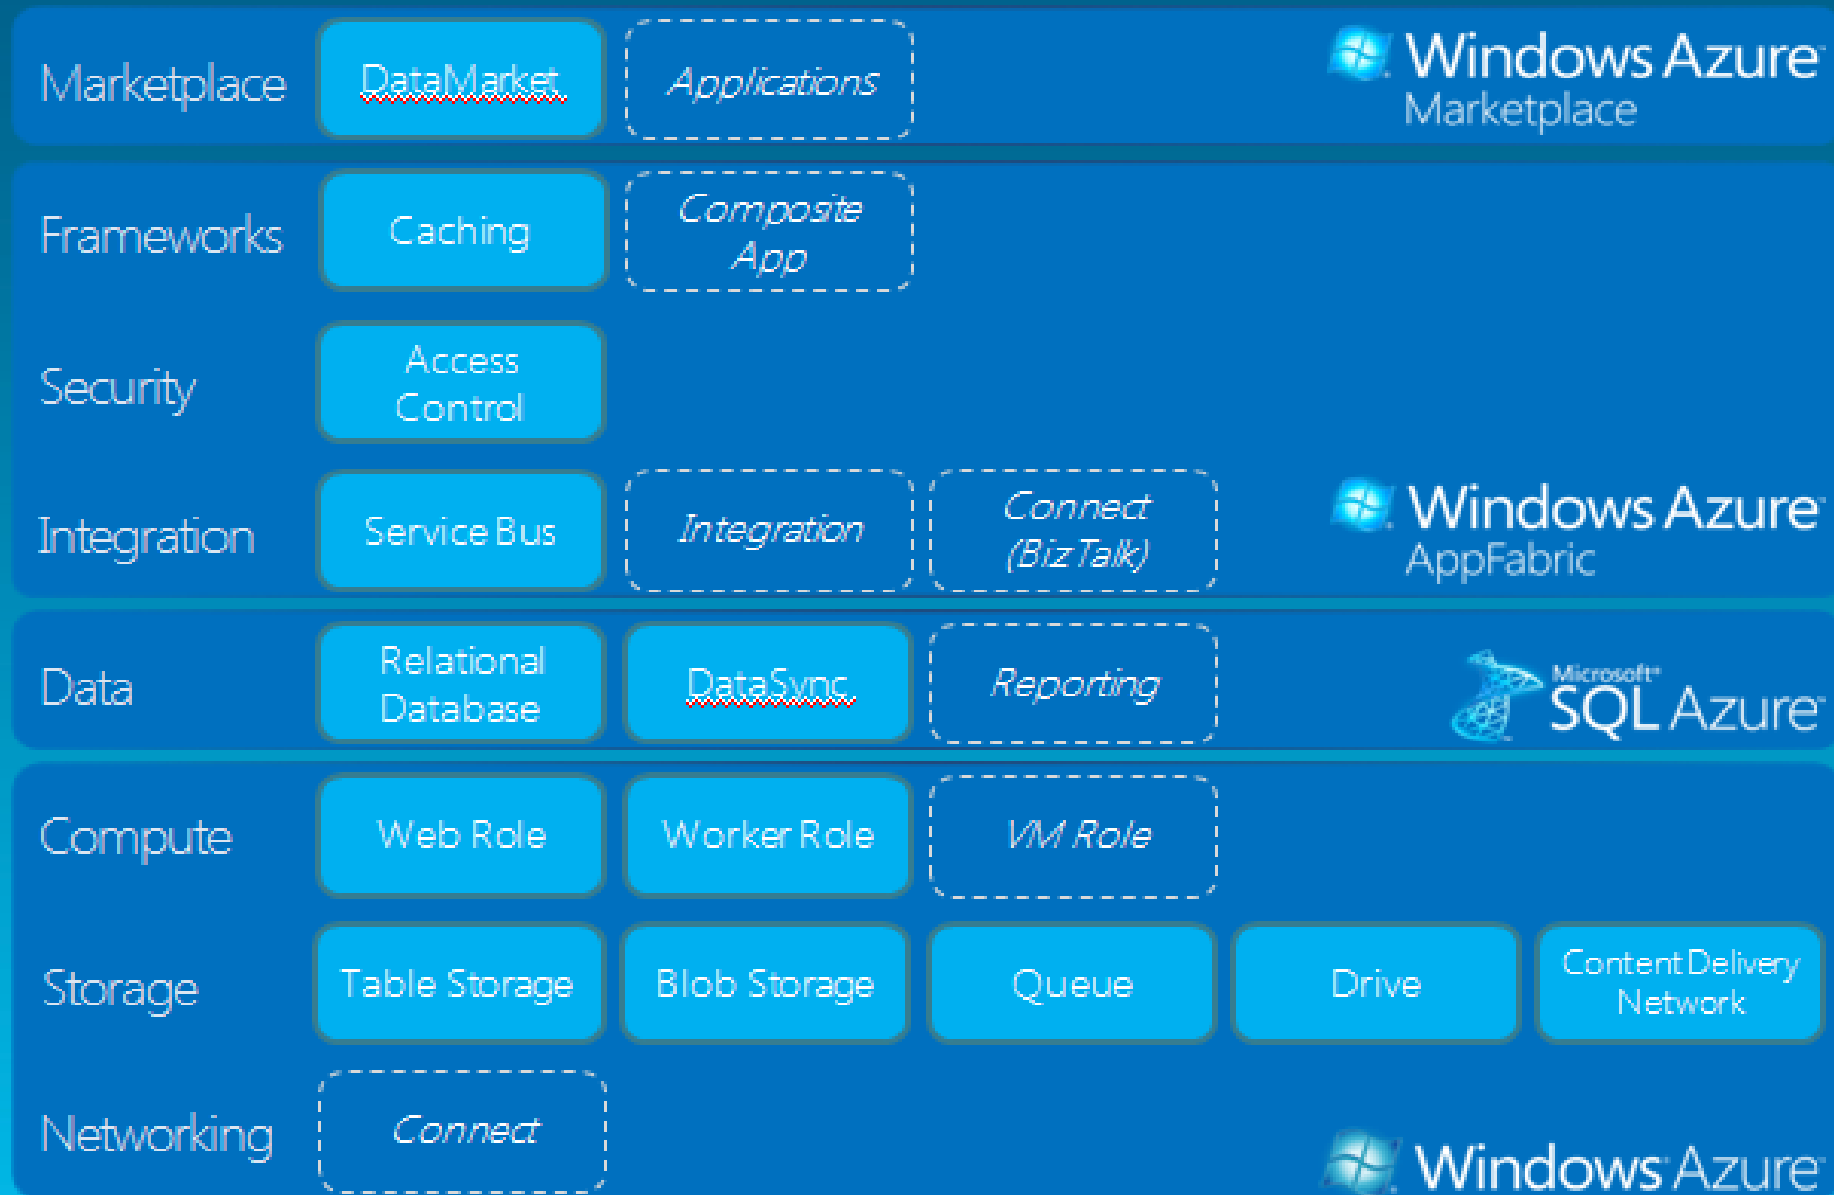 Marketplace
DataMarket
Applications
Windows Azure
Marketplace
Frameworks
Caching
Composite
App
Security
Access
Control
Integration
Service Bus
Integration
Connect
(BizTalk)
Windows Azure
AppFabric
Data
Relational
Database
DataSync
Reporting
Microsoft®
SQL Azure™
Compute
Web Role
Worker Role
VM Role
Storage
Table Storage
Blob Storage
Queue
Drive
Content Delivery
Network
Networking
Connect
Windows Azure